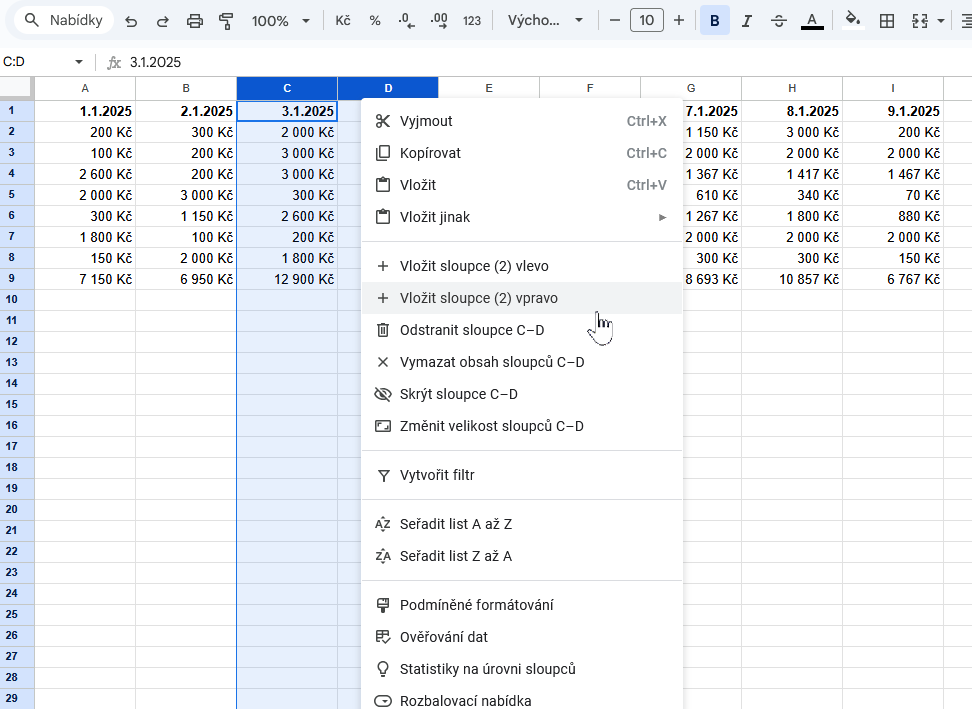 Nabídky 100% Kč % .0 .00 123 Výcho... 10 B I S A
C:D fx 3.1.2025
A B C D E F G H I
1 1.1.2025 2.1.2025 3.1.2025 7.1.2025 8.1.2025 9.1.2025
2 200 Kč 300 Kč 2 000 Kč 1 150 Kč 3 000 Kč 200 Kč
3 100 Kč 200 Kč 3 000 Kč 2 000 Kč 2 000 Kč 2 000 Kč
4 2 600 Kč 200 Kč 3 000 Kč 1 367 Kč 1 417 Kč 1 467 Kč
5 2 000 Kč 3 000 Kč 300 Kč 610 Kč 340 Kč 70 Kč
6 300 Kč 1 150 Kč 2 600 Kč 1 267 Kč 1 800 Kč 880 Kč
7 1 800 Kč 100 Kč 200 Kč 2 000 Kč 2 000 Kč 2 000 Kč
8 150 Kč 2 000 Kč 1 800 Kč 300 Kč 300 Kč 150 Kč
9 7 150 Kč 6 950 Kč 12 900 Kč 8 693 Kč 10 857 Kč 6 767 Kč
10
11
12
13
14
15
16
17
18
19
20
21
22
23
24
25
26
27
28
29
Vyjmout Ctrl+X
Kopírovat Ctrl+C
Vložit Ctrl+V
Vložit jinak
Vložit sloupce (2) vlevo
Vložit sloupce (2) vpravo
Odstranit sloupce C–D
Vymazat obsah sloupců C–D
Skrýt sloupce C–D
Změnit velikost sloupců C–D
Vytvořit filtr
Seřadit list A až Z
Seřadit list Z až A
Podmíněné formátování
Ověřování dat
Statistiky na úrovni sloupců
Rozbalovací nabídka